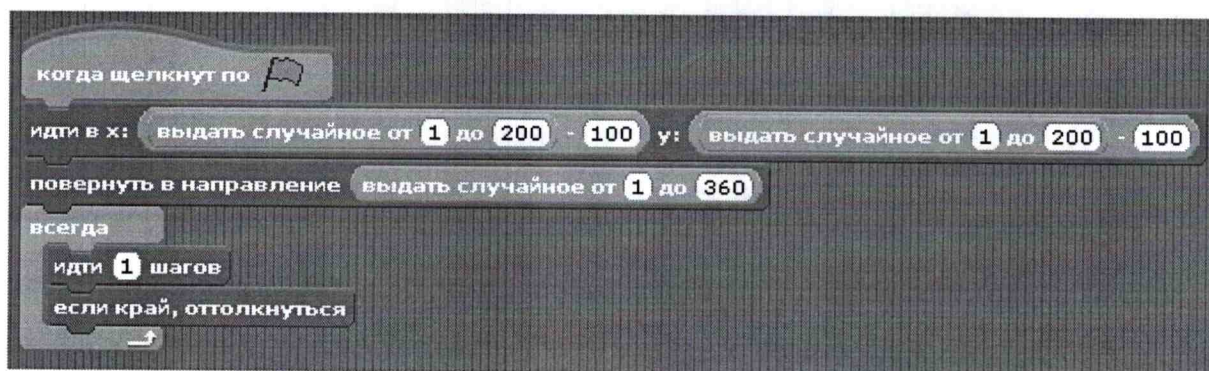 когда щелкнут по
идти в x: выдать случайное от 1 до 200 - 100 y: выдать случайное от 1 до 200 - 100
повернуть в направление выдать случайное от 1 до 360
всегда
идти 1 шагов
если край, оттолкнуться